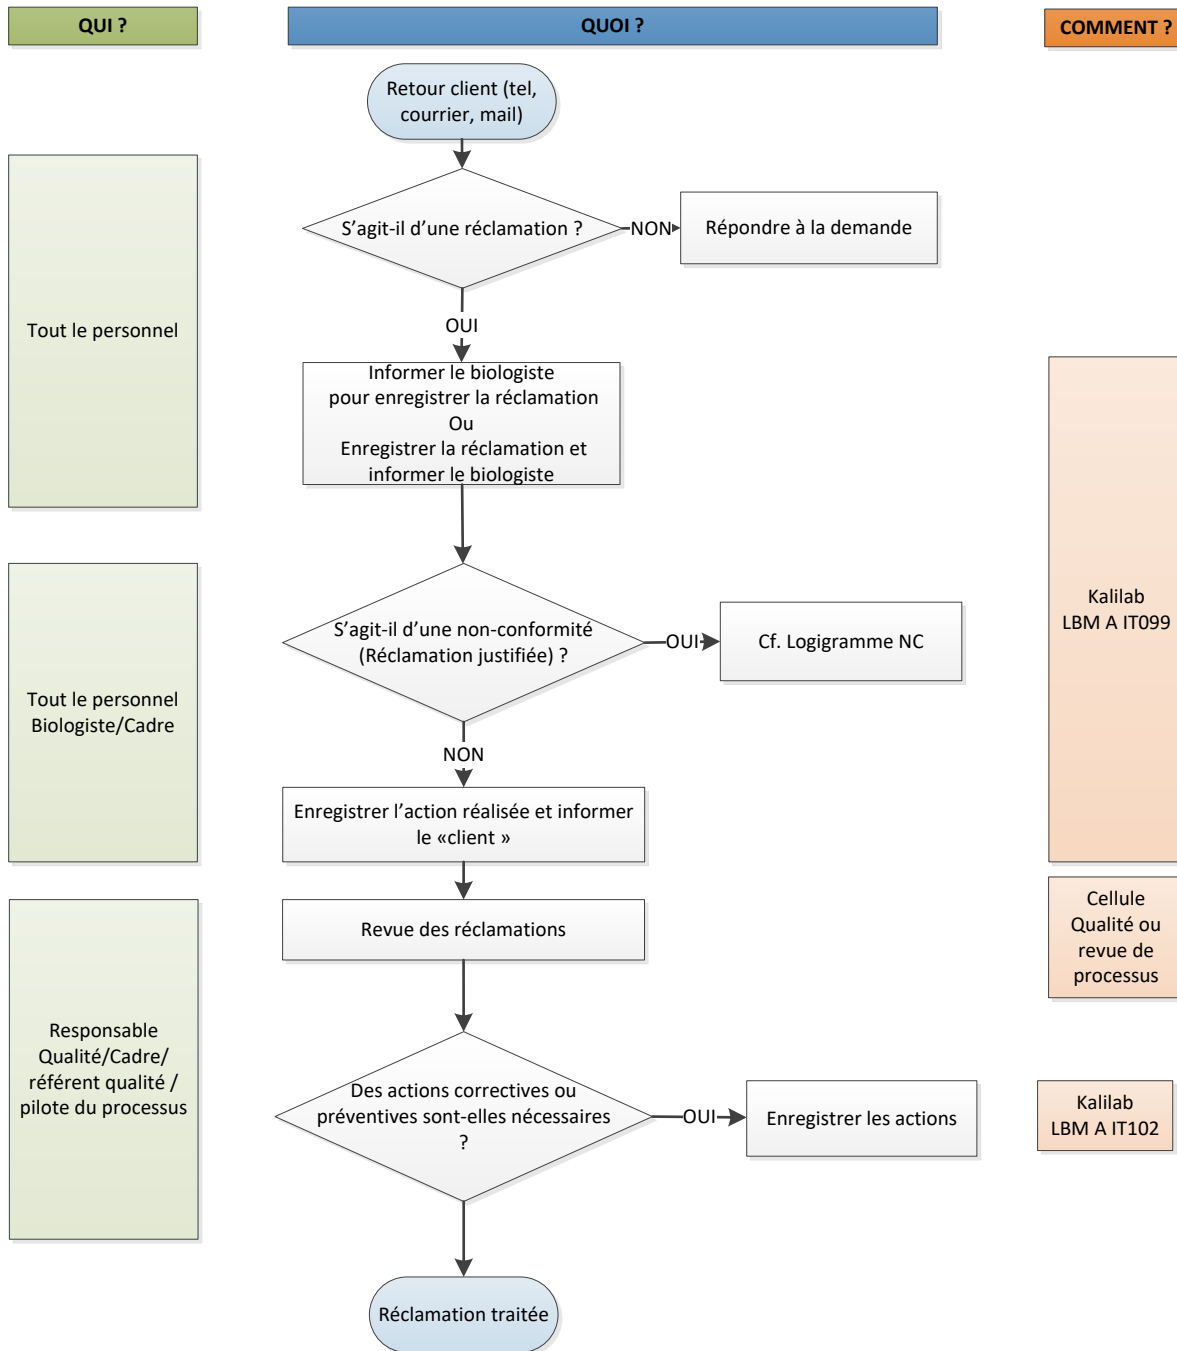 QUI ?
QUOI ?
COMMENT ?
Retour client (tel,
courrier, mail)
S’agit-il d’une réclamation ?
NON
Répondre à la demande
Tout le personnel
OUI
Informer le biologiste
pour enregistrer la réclamation
Ou
Enregistrer la réclamation et
informer le biologiste
Kalilab
LBM A IT099
S’agit-il d’une non-conformité
(Réclamation justifiée) ?
OUI
Cf. Logigramme NC
Tout le personnel
Biologiste/Cadre
NON
Enregistrer l’action réalisée et informer
le «client »
Revue des réclamations
Cellule
Qualité ou
revue de
processus
Responsable
Qualité/Cadre/
référent qualité /
pilote du processus
Des actions correctives ou
préventives sont-elles nécessaires
?
OUI
Enregistrer les actions
Kalilab
LBM A IT102
Réclamation traitée